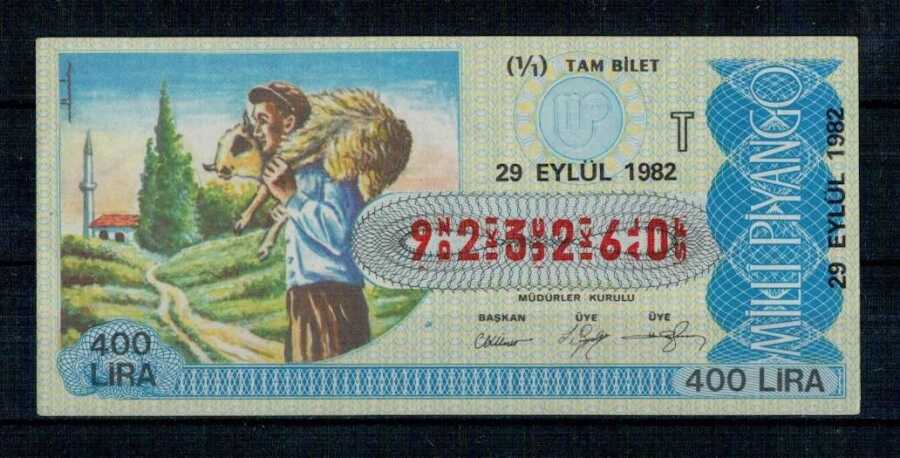 (1/1) TAM BİLET
T
29 EYLÜL 1982
9 2 3 2 6 0
MÜDÜRLER KURULU
BAŞKAN ÜYE ÜYE
400
LİRA
400 LİRA
MİLLİ PİYANGO
29 EYLÜL 1982